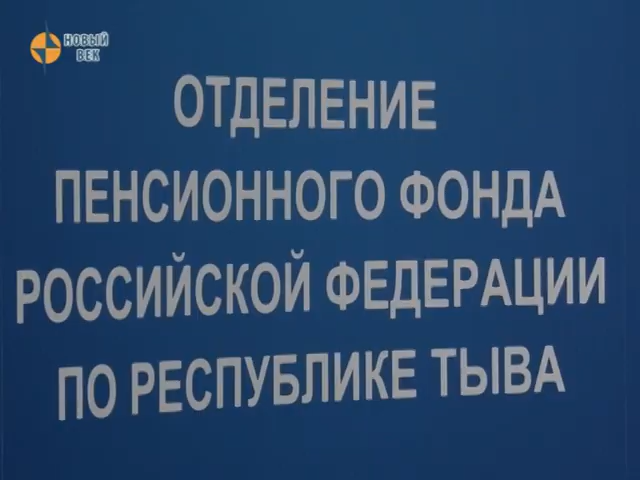 НОВЫЙ
ВЕК
ОТДЕЛЕНИЕ
ПЕНСИОННОГО ФОНДА
РОССИЙСКОЙ ФЕДЕРАЦИИ
ПО РЕСПУБЛИКЕ ТЫВА